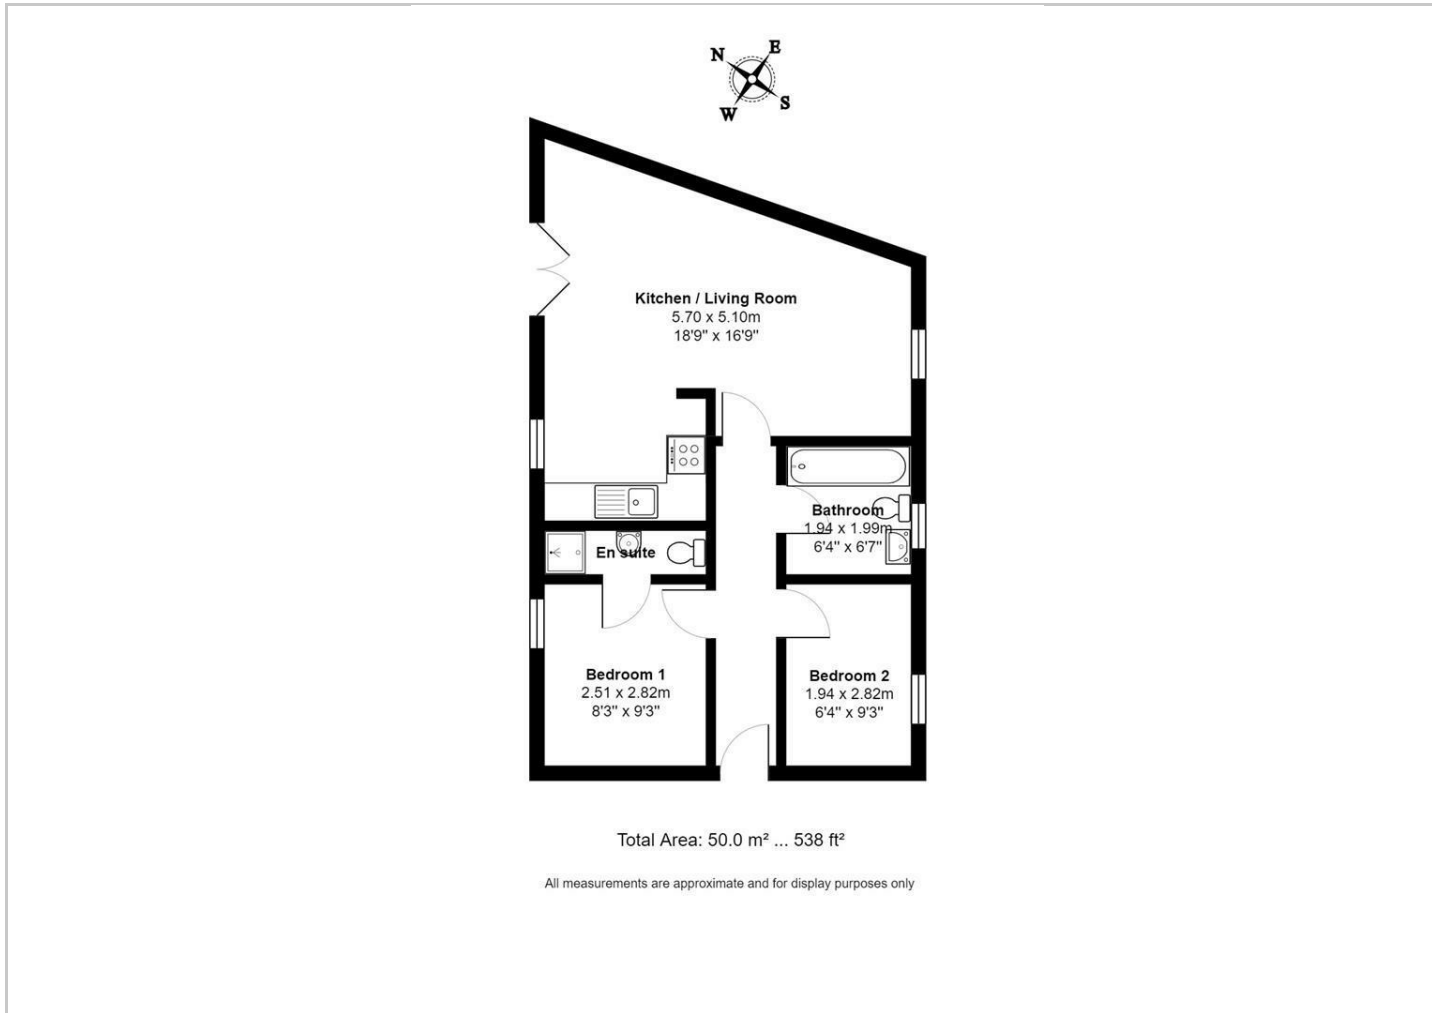 N
E
W
S
Kitchen / Living Room
5.70 x 5.10m
18'9" x 16'9"
Bathroom
1.94 x 1.99m
6'4" x 6'7"
En suite
Bedroom 1
2.51 x 2.82m
8'3" x 9'3"
Bedroom 2
1.94 x 2.82m
6'4" x 9'3"
Total Area: 50.0 m² ... 538 ft²
All measurements are approximate and for display purposes only